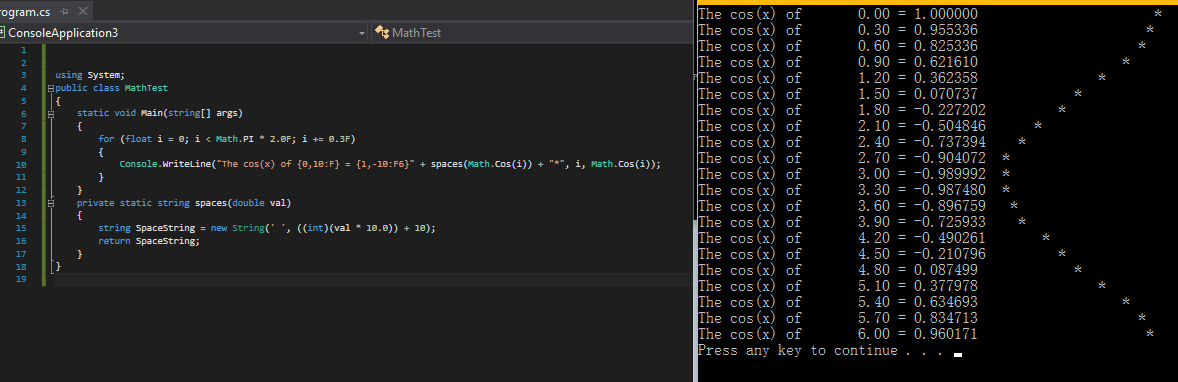 rogram.cs
ConsoleApplication3
MathTest
1
2
3 using System;
4 public class MathTest
5 {
6 static void Main(string[] args)
7 {
8 for (float i = 0; i < Math.PI * 2.0F; i += 0.3F)
9 {
10 Console.WriteLine("The cos(x) of {0,10:F} = {1,-10:F6}" + spaces(Math.Cos(i)) + "*", i, Math.Cos(i));
11 }
12 }
13 private static string spaces(double val)
14 {
15 string SpaceString = new String(' ', ((int)(val * 10.0)) + 10);
16 return SpaceString;
17 }
18 }
19
The cos(x) of 0.00 = 1.000000 *
The cos(x) of 0.30 = 0.955336 *
The cos(x) of 0.60 = 0.825336 *
The cos(x) of 0.90 = 0.621610 *
The cos(x) of 1.20 = 0.362358 *
The cos(x) of 1.50 = 0.070737 *
The cos(x) of 1.80 = -0.227202 *
The cos(x) of 2.10 = -0.504846 *
The cos(x) of 2.40 = -0.737394 *
The cos(x) of 2.70 = -0.904072 *
The cos(x) of 3.00 = -0.989992 *
The cos(x) of 3.30 = -0.987480 *
The cos(x) of 3.60 = -0.896759 *
The cos(x) of 3.90 = -0.725933 *
The cos(x) of 4.20 = -0.490261 *
The cos(x) of 4.50 = -0.210796 *
The cos(x) of 4.80 = 0.087499 *
The cos(x) of 5.10 = 0.377978 *
The cos(x) of 5.40 = 0.634693 *
The cos(x) of 5.70 = 0.834713 *
The cos(x) of 6.00 = 0.960171 *
Press any key to continue . . .